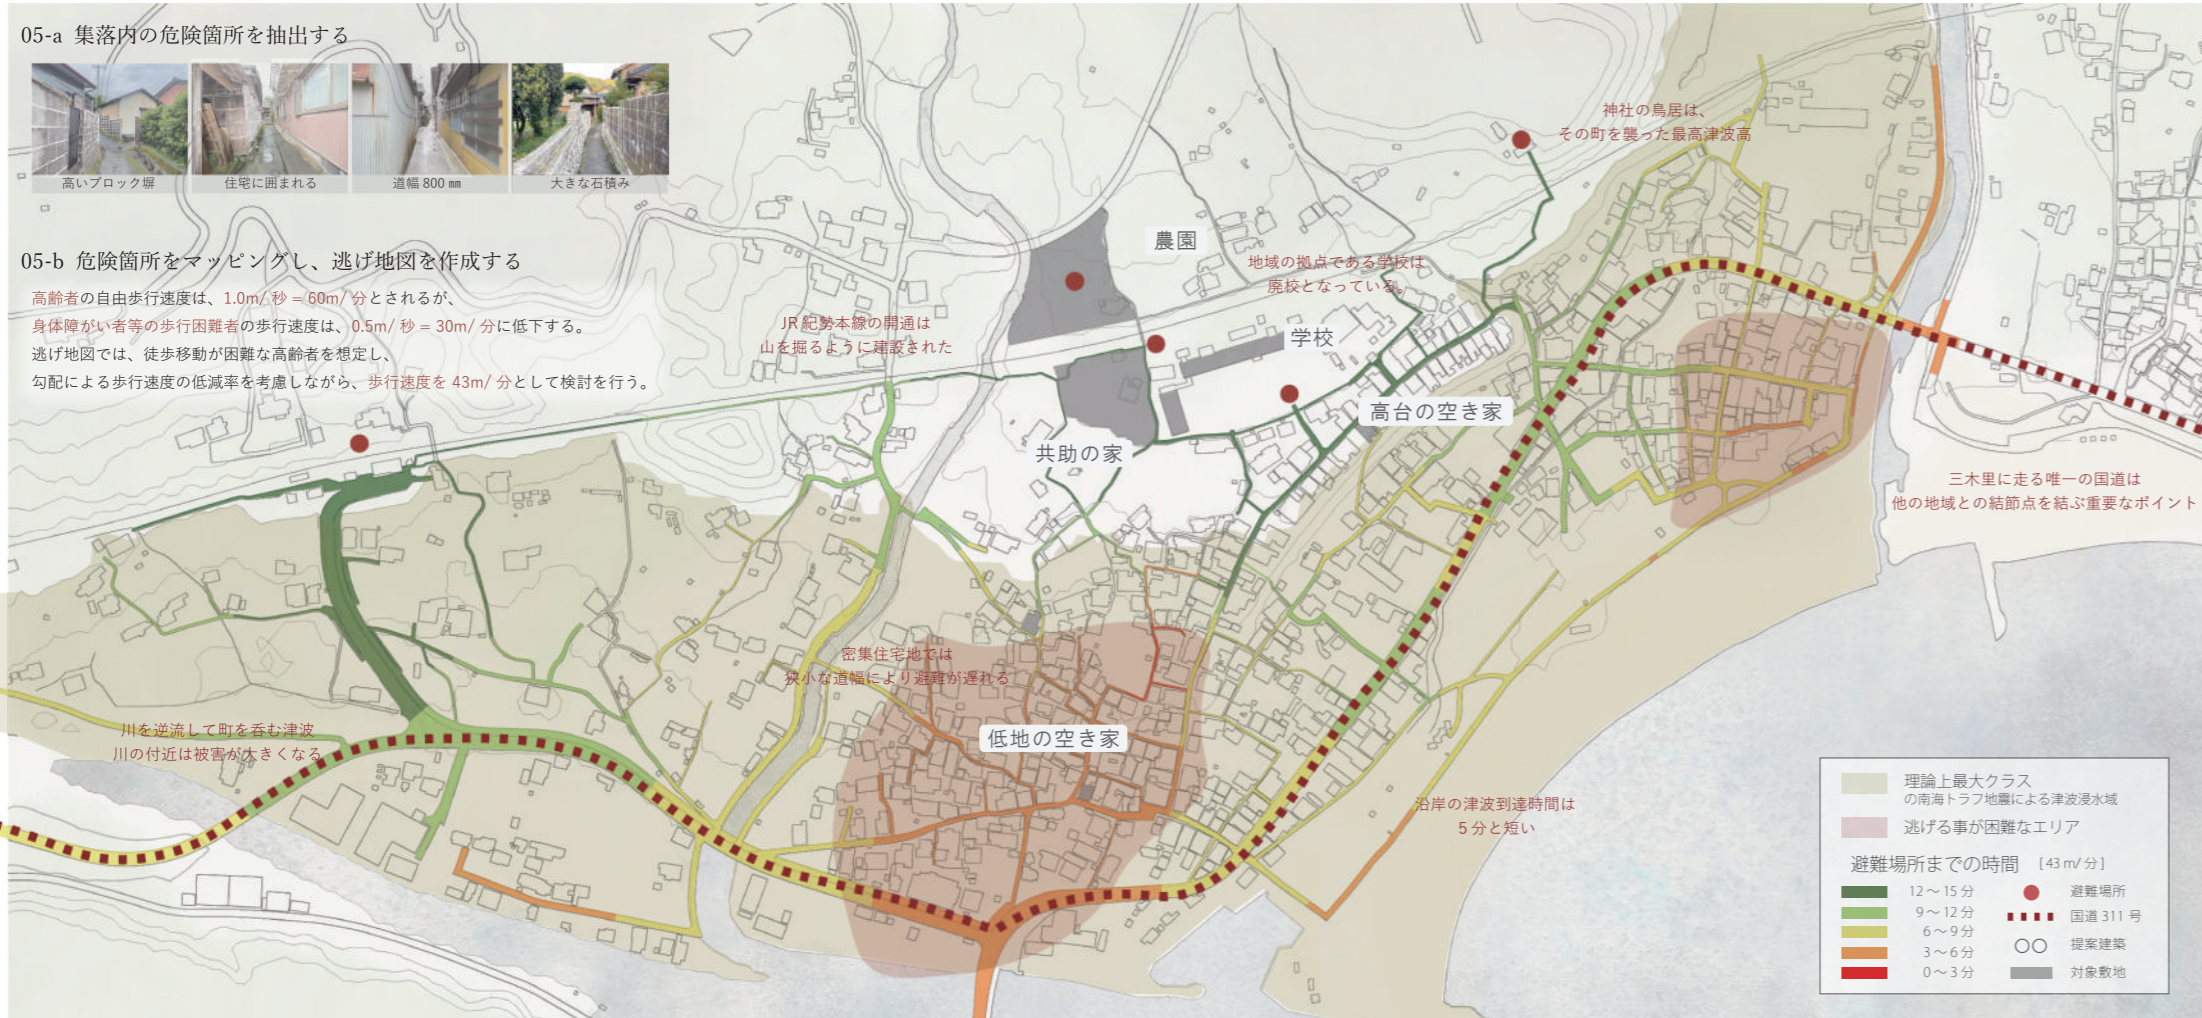 05-a 集落内の危険箇所を抽出する
高いブロック塀
住宅に囲まれる
道幅 800 ㎜
大きな石積み
05-b 危険箇所をマッピングし、逃げ地図を作成する
高齢者の自由歩行速度は、1.0m/ 秒 = 60m/ 分とされるが、
身体障がい者等の歩行困難者の歩行速度は、0.5m/ 秒 = 30m/ 分に低下する。
逃げ地図では、徒歩移動が困難な高齢者を想定し、
勾配による歩行速度の低減率を考慮しながら、歩行速度を 43m/ 分として検討を行う。
神社の鳥居は、
その町を襲った最高津波高
農園
地域の拠点である学校は
廃校となっている。
JR 紀勢本線の開通は
山を掘るように建設された
学校
高台の空き家
共助の家
三木里に走る唯一の国道は
他の地域との結節点を結ぶ重要なポイント
密集住宅地では
狭小な道幅により避難が遅れる
川を逆流して町を呑む津波
川の付近は被害が大きくなる
低地の空き家
沿岸の津波到達時間は
5 分と短い
理論上最大クラス
の南海トラフ地震による津波浸水域
逃げる事が困難なエリア
避難場所までの時間 [ 43 m/ 分 ]
12〜15 分
避難場所
9〜12 分
国道 311 号
6〜9 分
3〜6 分
○○ 提案建築
0〜3 分
対象敷地